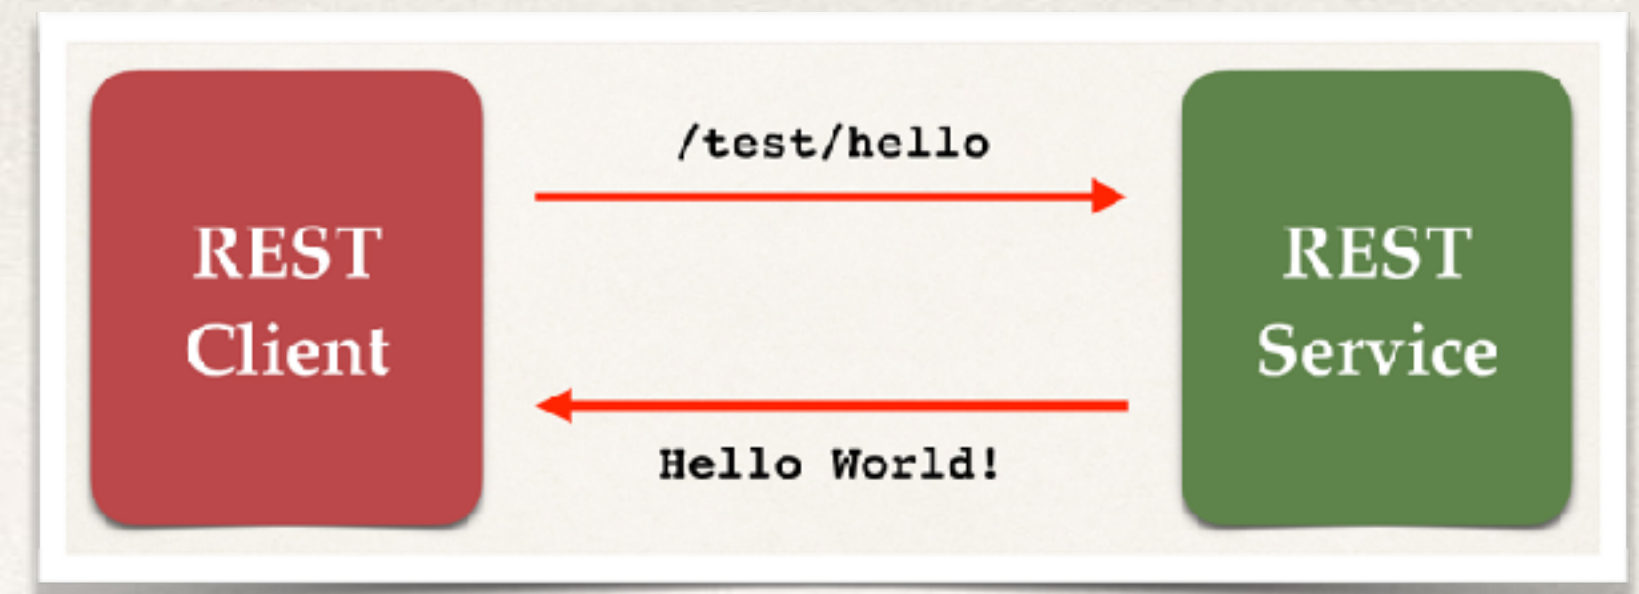 REST
Client
/test/hello
Hello World!
REST
Service